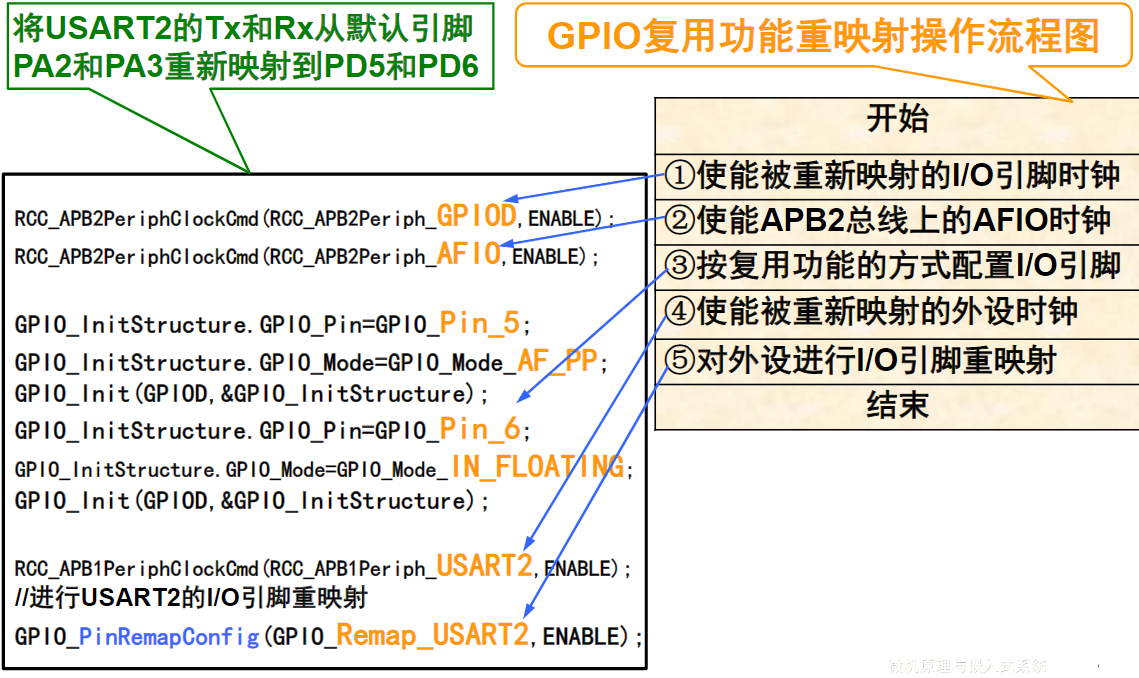 将USART2的Tx和Rx从默认引脚
PA2和PA3重新映射到PD5和PD6
GPIO复用功能重映射操作流程图
开始
①使能被重新映射的I/O引脚时钟
②使能APB2总线上的AFIO时钟
③按复用功能的方式配置I/O引脚
④使能被重新映射的外设时钟
⑤对外设进行I/O引脚重映射
结束
RCC_APB2PeriphClockCmd(RCC_APB2Periph_GPIOD,ENABLE);
RCC_APB2PeriphClockCmd(RCC_APB2Periph_AFIO,ENABLE);
GPIO_InitStructure.GPIO_Pin=GPIO_Pin_5;
GPIO_InitStructure.GPIO_Mode=GPIO_Mode_AF_PP;
GPIO_Init(GPIOD,&GPIO_InitStructure);
GPIO_InitStructure.GPIO_Pin=GPIO_Pin_6;
GPIO_InitStructure.GPIO_Mode=GPIO_Mode_IN_FLOATING;
GPIO_Init(GPIOD,&GPIO_InitStructure);
RCC_APB1PeriphClockCmd(RCC_APB1Periph_USART2,ENABLE);
//进行USART2的I/O引脚重映射
GPIO_PinRemapConfig(GPIO_Remap_USART2,ENABLE);
微机原理与嵌入式系统